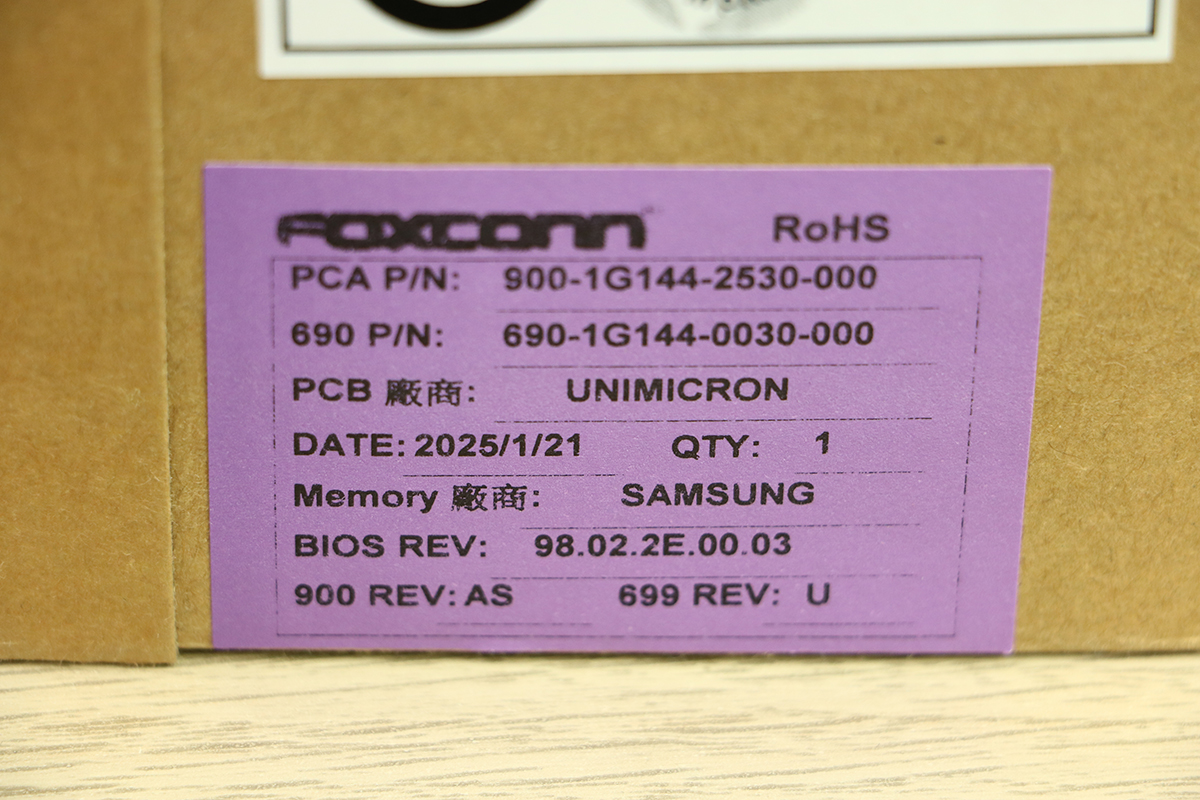 FOXCONN RoHS
PCA P/N: 900-1G144-2530-000
690 P/N: 690-1G144-0030-000
PCB 廠商: UNIMICRON
DATE: 2025/1/21 QTY: 1
Memory 廠商: SAMSUNG
BIOS REV: 98.02.2E.00.03
900 REV: AS 699 REV: U